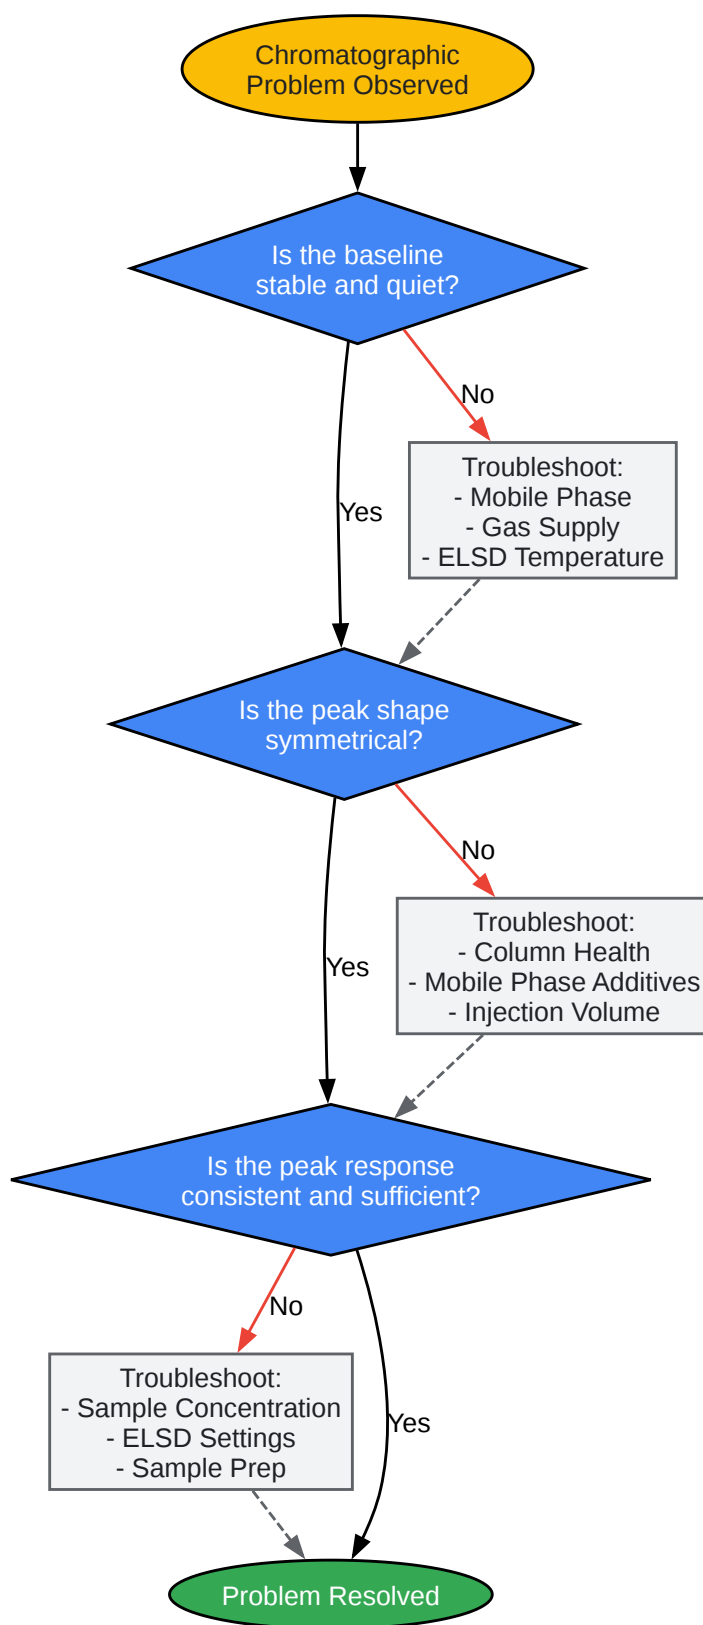 Chromatographic
Problem Observed
Is the baseline
stable and quiet?
No
Troubleshoot:
- Mobile Phase
- Gas Supply
- ELSD Temperature
Yes
Is the peak shape
symmetrical?
No
Troubleshoot:
- Column Health
- Mobile Phase Additives
- Injection Volume
Yes
Is the peak response
consistent and sufficient?
No
Troubleshoot:
- Sample Concentration
- ELSD Settings
- Sample Prep
Yes
Problem Resolved